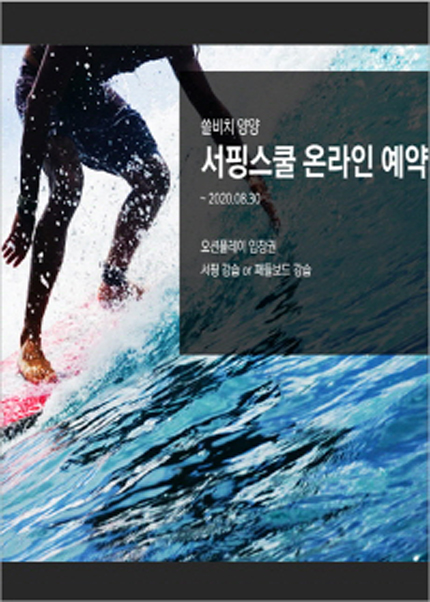 쏠비치 양양
서핑스쿨 온라인 예약
~ 2020.08.30
오션플레이 입장권
서핑 강습 or 패들보드 강습